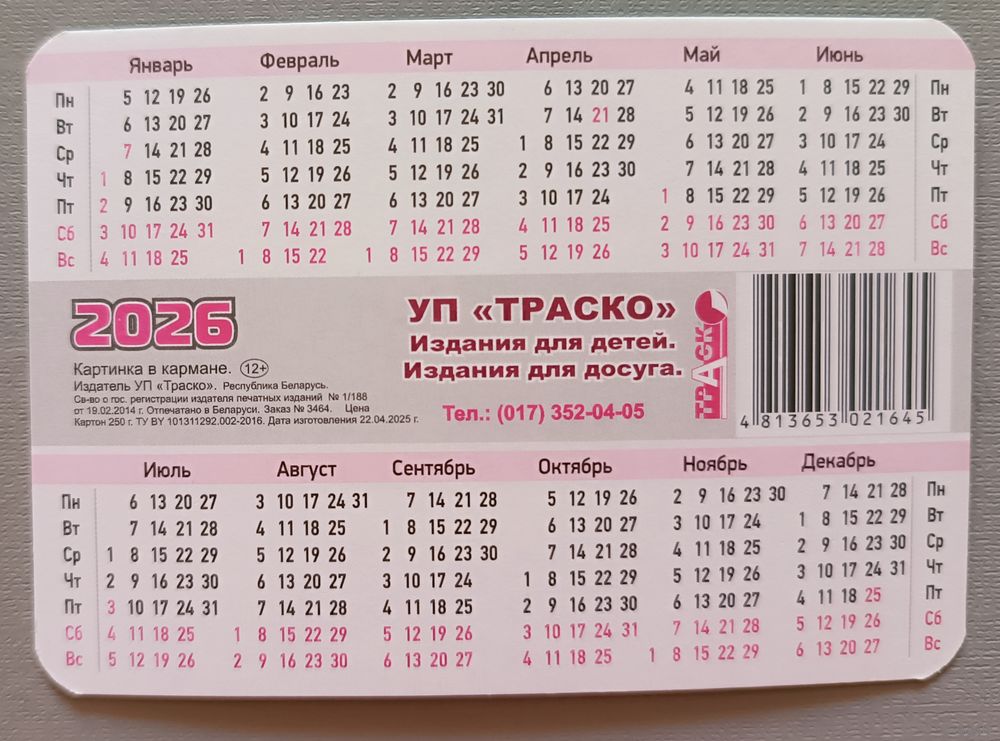 Январь Февраль Март Апрель Май Июнь
Пн 5 12 19 26 2 9 16 23 2 9 16 23 30 6 13 20 27 4 11 18 25 1 8 15 22 29 Пн
Вт 6 13 20 27 3 10 17 24 3 10 17 24 31 7 14 21 28 5 12 19 26 2 9 16 23 30 Вт
Ср 7 14 21 28 4 11 18 25 4 11 18 25 1 8 15 22 29 6 13 20 27 3 10 17 24 Ср
Чт 1 8 15 22 29 5 12 19 26 5 12 19 26 2 9 16 23 30 7 14 21 28 4 11 18 25 Чт
Пт 2 9 16 23 30 6 13 20 27 6 13 20 27 3 10 17 24 1 8 15 22 29 5 12 19 26 Пт
Сб 3 10 17 24 31 7 14 21 28 7 14 21 28 4 11 18 25 2 9 16 23 30 6 13 20 27 Сб
Вс 4 11 18 25 1 8 15 22 1 8 15 22 29 5 12 19 26 3 10 17 24 31 7 14 21 28 Вс
2026
Картинка в кармане. 12+
Издатель УП «Траско». Республика Беларусь.
Св-во о гос. регистрации издателя печатных изданий № 1/188
от 19.02.2014 г. Отпечатано в Беларуси. Заказ № 3464. Цена
Картон 250 г. ТУ BY 101311292.002-2016. Дата изготовления 22.04.2025 г.
УП «ТРАСКО»
Издания для детей.
Издания для досуга.
Тел.: (017) 352-04-05
ТРАСКО
4 813653 021645
Июль Август Сентябрь Октябрь Ноябрь Декабрь
Пн 6 13 20 27 3 10 17 24 31 7 14 21 28 5 12 19 26 2 9 16 23 30 7 14 21 28 Пн
Вт 7 14 21 28 4 11 18 25 1 8 15 22 29 6 13 20 27 3 10 17 24 1 8 15 22 29 Вт
Ср 1 8 15 22 29 5 12 19 26 2 9 16 23 30 7 14 21 28 4 11 18 25 2 9 16 23 30 Ср
Чт 2 9 16 23 30 6 13 20 27 3 10 17 24 1 8 15 22 29 5 12 19 26 3 10 17 24 31 Чт
Пт 3 10 17 24 31 7 14 21 28 4 11 18 25 2 9 16 23 30 6 13 20 27 4 11 18 25 Пт
Сб 4 11 18 25 1 8 15 22 29 5 12 19 26 3 10 17 24 31 7 14 21 28 5 12 19 26 Сб
Вс 5 12 19 26 2 9 16 23 30 6 13 20 27 4 11 18 25 1 8 15 22 29 6 13 20 27 Вс